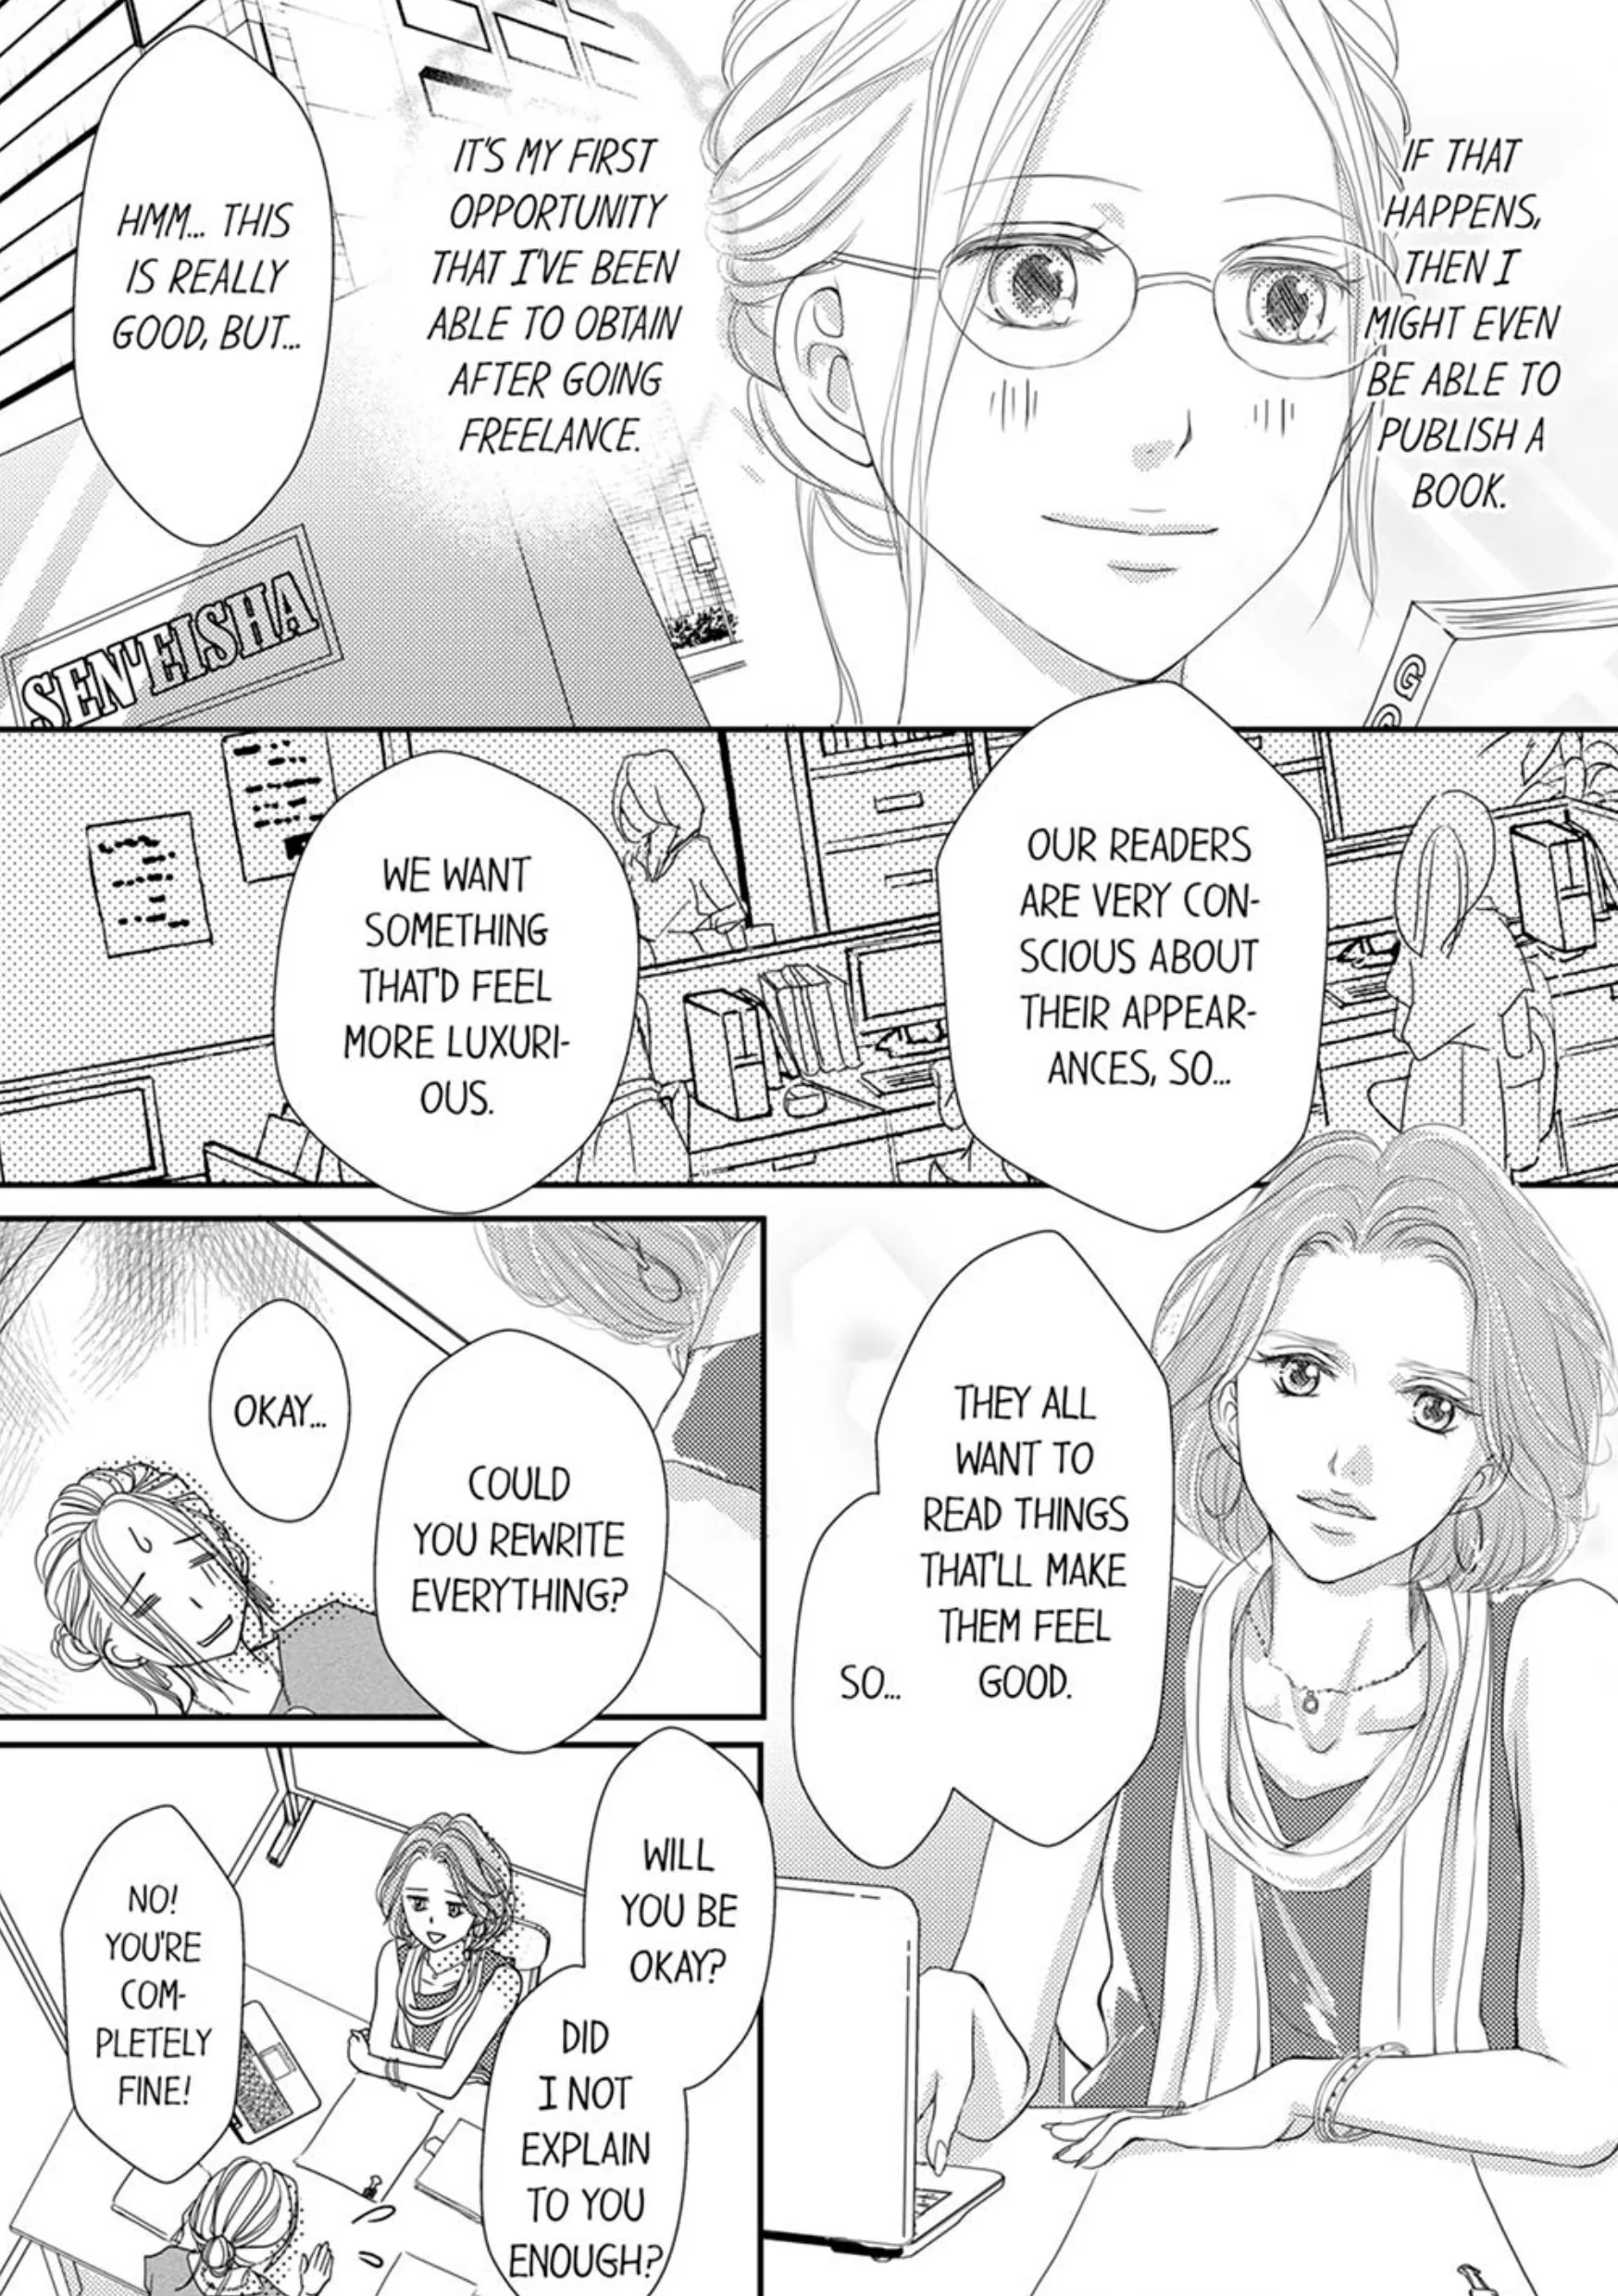 IF THAT
HAPPENS,
THEN I
MIGHT EVEN
BE ABLE TO
PUBLISH A
BOOK.
IT'S MY FIRST
OPPORTUNITY
THAT I'VE BEEN
ABLE TO OBTAIN
AFTER GOING
FREELANCE.
HMM... THIS
IS REALLY
GOOD, BUT...
SEN'EISHA
G
OUR READERS
ARE VERY CON-
SCIOUS ABOUT
THEIR APPEAR-
ANCES, SO...
WE WANT
SOMETHING
THAT'D FEEL
MORE LUXURI-
OUS.
THEY ALL
WANT TO
READ THINGS
THAT'LL MAKE
THEM FEEL
GOOD.
SO...
COULD
YOU REWRITE
EVERYTHING?
OKAY...
WILL
YOU BE
OKAY?
DID
I NOT
EXPLAIN
TO YOU
ENOUGH?
NO!
YOU'RE
COM-
PLETELY
FINE!